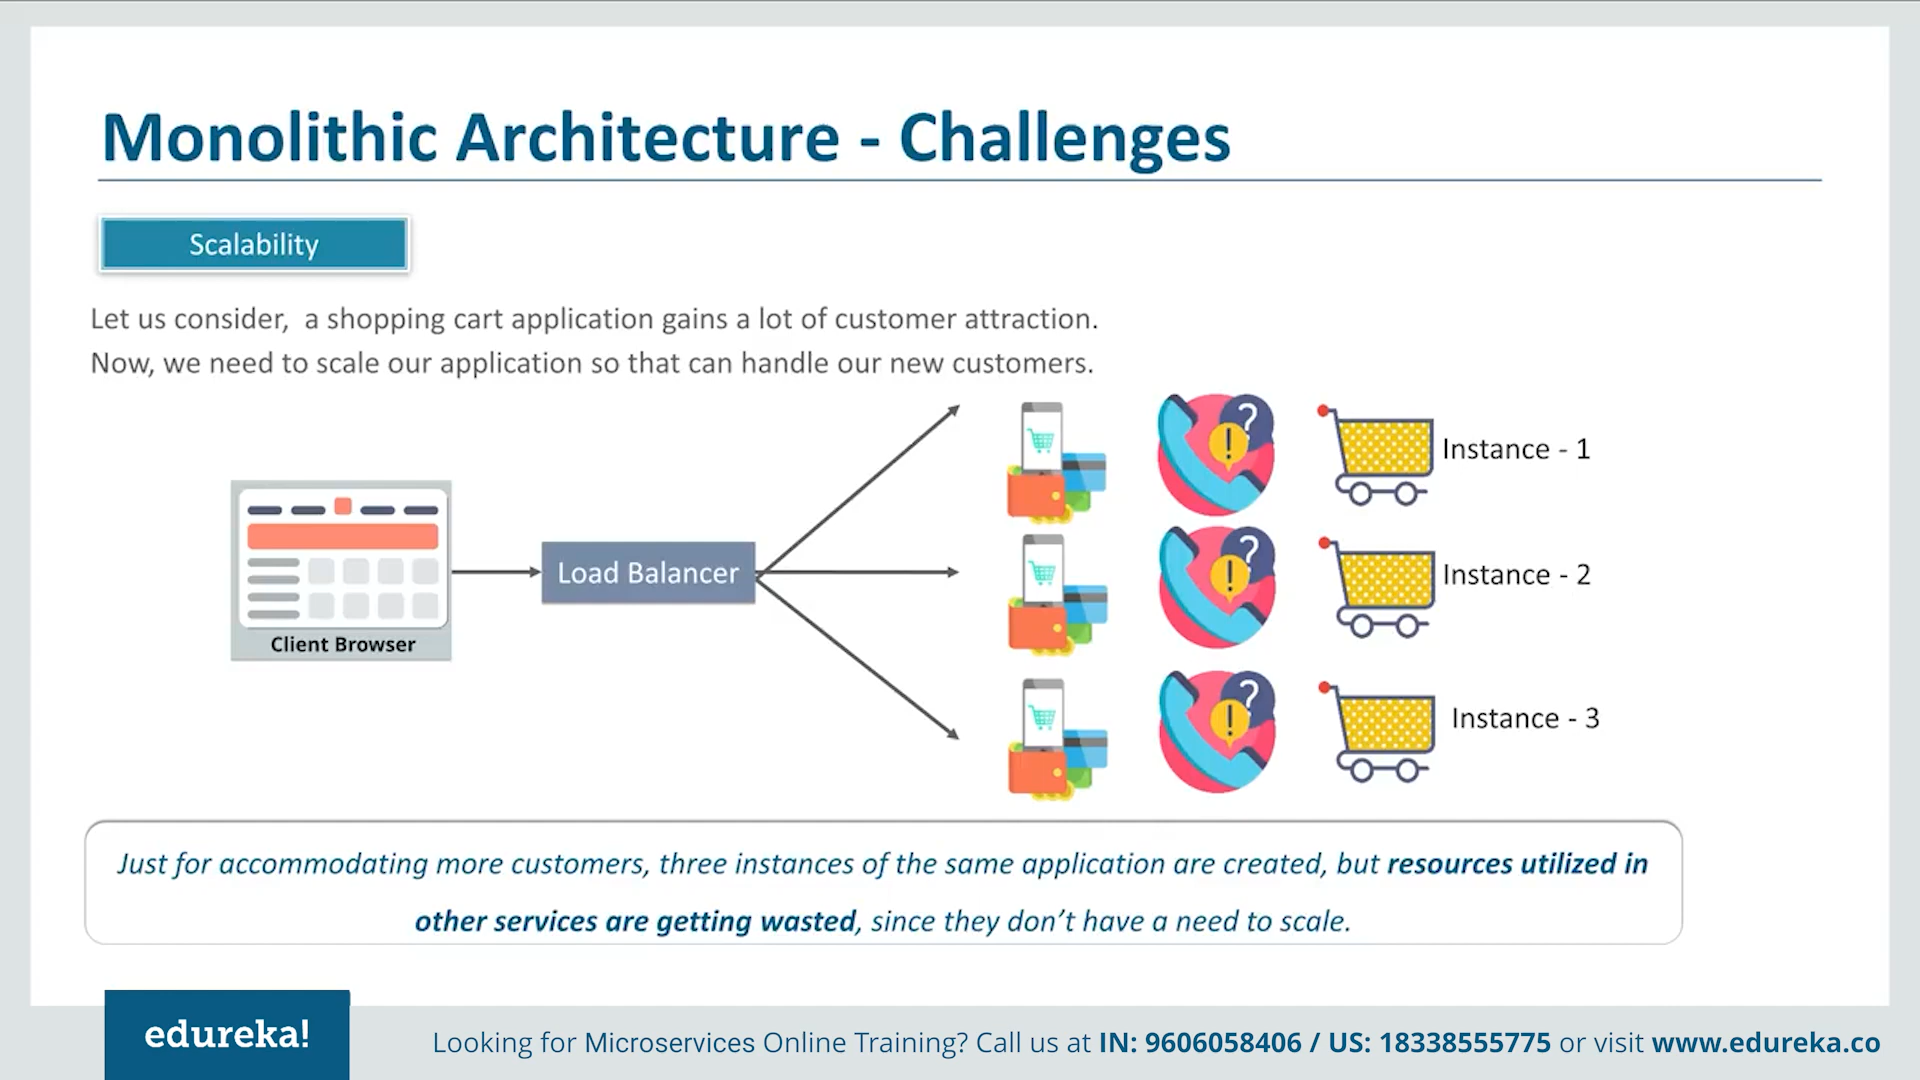 Monolithic Architecture - Challenges
Scalability
Let us consider, a shopping cart application gains a lot of customer attraction.
Now, we need to scale our application so that can handle our new customers.
? !
Instance - 1
Client Browser
Load Balancer
? !
Instance - 2
? !
Instance - 3
Just for accommodating more customers, three instances of the same application are created, but resources utilized in
other services are getting wasted, since they don't have a need to scale.
edureka!
Looking for Microservices Online Training? Call us at IN: 9606058406 / US: 18338555775 or visit www.edureka.co